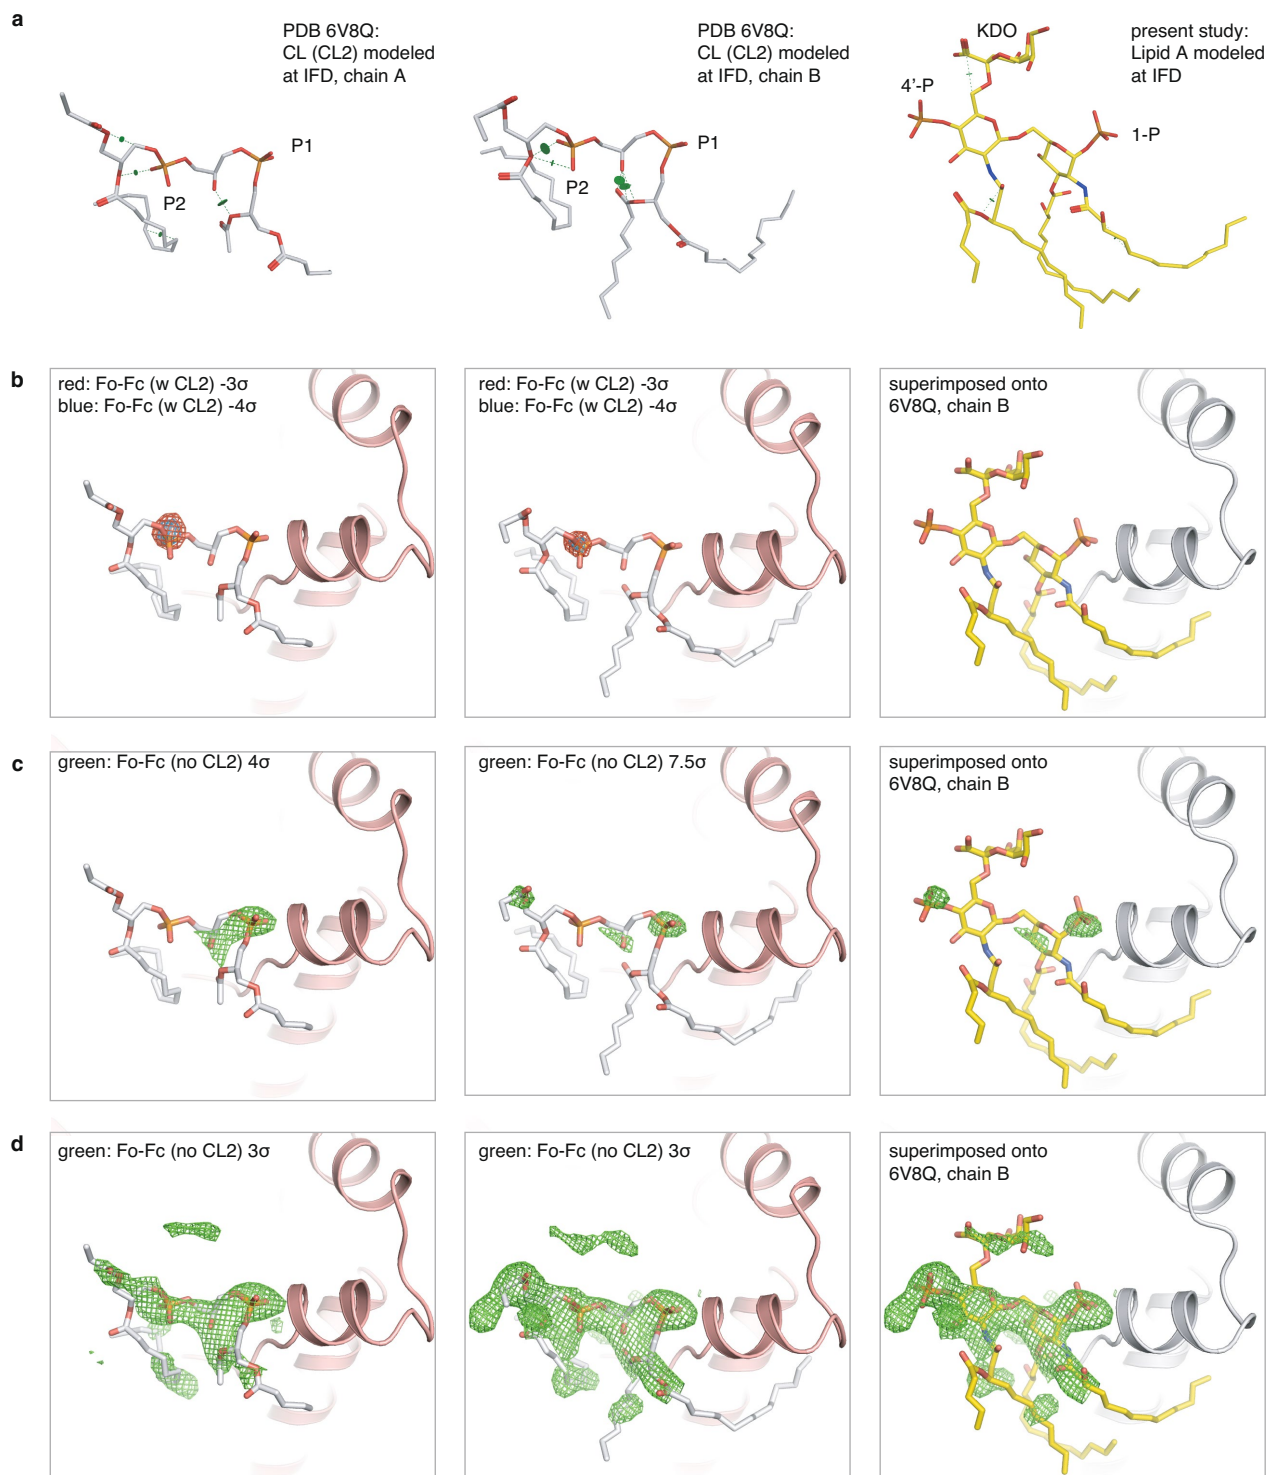 a
PDB 6V8Q:
CL (CL2) modeled
at IFD, chain A
P1
P2
PDB 6V8Q:
CL (CL2) modeled
at IFD, chain B
P1
P2
KDO
present study:
Lipid A modeled
at IFD
4'-P
1-P
b
red: Fo-Fc (w CL2) -3σ
blue: Fo-Fc (w CL2) -4σ
red: Fo-Fc (w CL2) -3σ
blue: Fo-Fc (w CL2) -4σ
superimposed onto
6V8Q, chain B
c
green: Fo-Fc (no CL2) 4σ
green: Fo-Fc (no CL2) 7.5σ
superimposed onto
6V8Q, chain B
d
green: Fo-Fc (no CL2) 3σ
green: Fo-Fc (no CL2) 3σ
superimposed onto
6V8Q, chain B